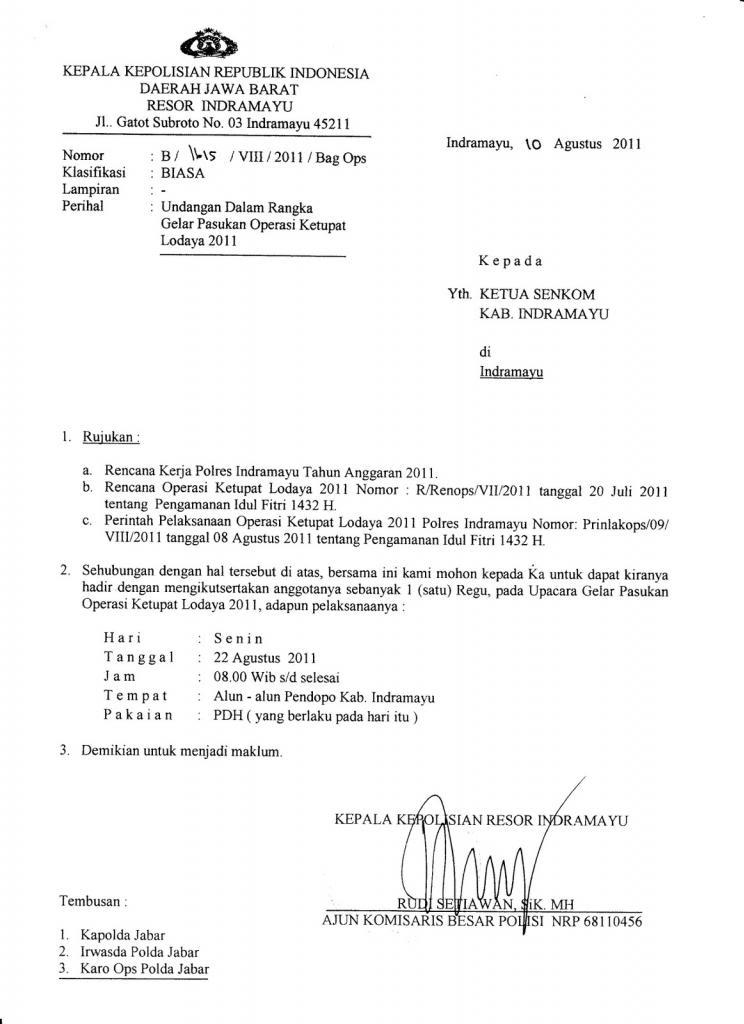 KEPALA KEPOLISIAN REPUBLIK INDONESIA
DAERAH JAWA BARAT
RESOR INDRAMAYU
Jl.. Gatot Subroto No. 03 Indramayu 45211
Indramayu, 10 Agustus 2011
Nomor : B / / VIII / 2011 / Bag Ops
Klasifikasi : BIASA
Lampiran : -
Perihal : Undangan Dalam Rangka
Gelar Pasukan Operasi Ketupat
Lodaya 2011
K e p a d a
Yth. KETUA SENKOM
KAB. INDRAMAYU
di
Indramayu
1. Rujukan :
a. Rencana Kerja Polres Indramayu Tahun Anggaran 2011.
b. Rencana Operasi Ketupat Lodaya 2011 Nomor : R/Renops/VII/2011 tanggal 20 Juli 2011
tentang Pengamanan Idul Fitri 1432 H.
c. Perintah Pelaksanaan Operasi Ketupat Lodaya 2011 Polres Indramayu Nomor: Prinlakops/09/
VIII/2011 tanggal 08 Agustus 2011 tentang Pengamanan Idul Fitri 1432 H.
2. Sehubungan dengan hal tersebut di atas, bersama ini kami mohon kepada Ka untuk dapat kiranya
hadir dengan mengikutsertakan anggotanya sebanyak 1 (satu) Regu, pada Upacara Gelar Pasukan
Operasi Ketupat Lodaya 2011, adapun pelaksanaanya :
H a r i : S e n i n
T a n g g a l : 22 Agustus 2011
J a m : 08.00 Wib s/d selesai
T e m p a t : Alun - alun Pendopo Kab. Indramayu
P a k a i a n : PDH ( yang berlaku pada hari itu )
3. Demikian untuk menjadi maklum.
KEPALA KEPOLISIAN RESOR INDRAMAYU
RUDI SETIAWAN, SiK. MH
AJUN KOMISARIS BESAR POLISI NRP 68110456
Tembusan :
1. Kapolda Jabar
2. Irwasda Polda Jabar
3. Karo Ops Polda Jabar